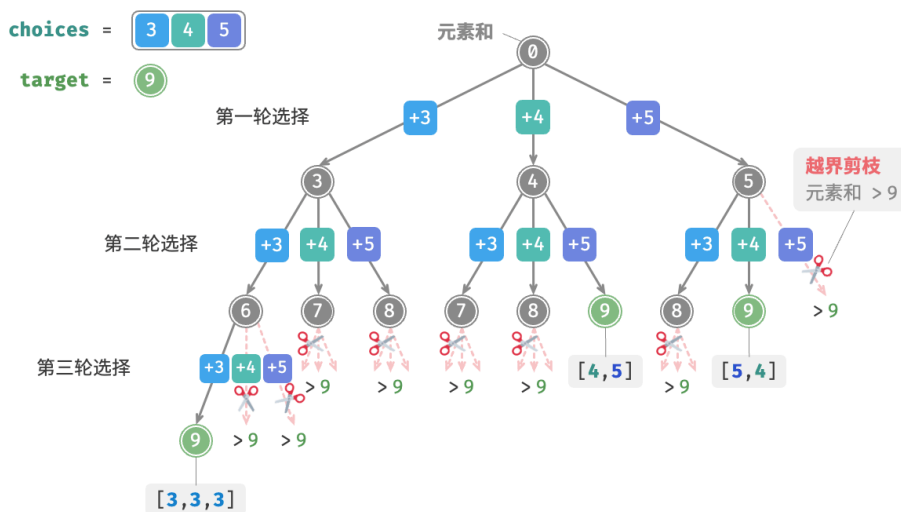 choices = 3 4 5
元素和
0
target = 9
第一轮选择
+3 +4 +5
3 4 5
越界剪枝
元素和 > 9
第二轮选择
+3 +4 +5 +3 +4 +5 +3 +4 +5
6 7 8 7 8 9 8 9 > 9
第三轮选择
+3 +4 +5
> 9 > 9 > 9 > 9 [4,5] > 9 [5,4]
9 > 9 > 9
[3,3,3]